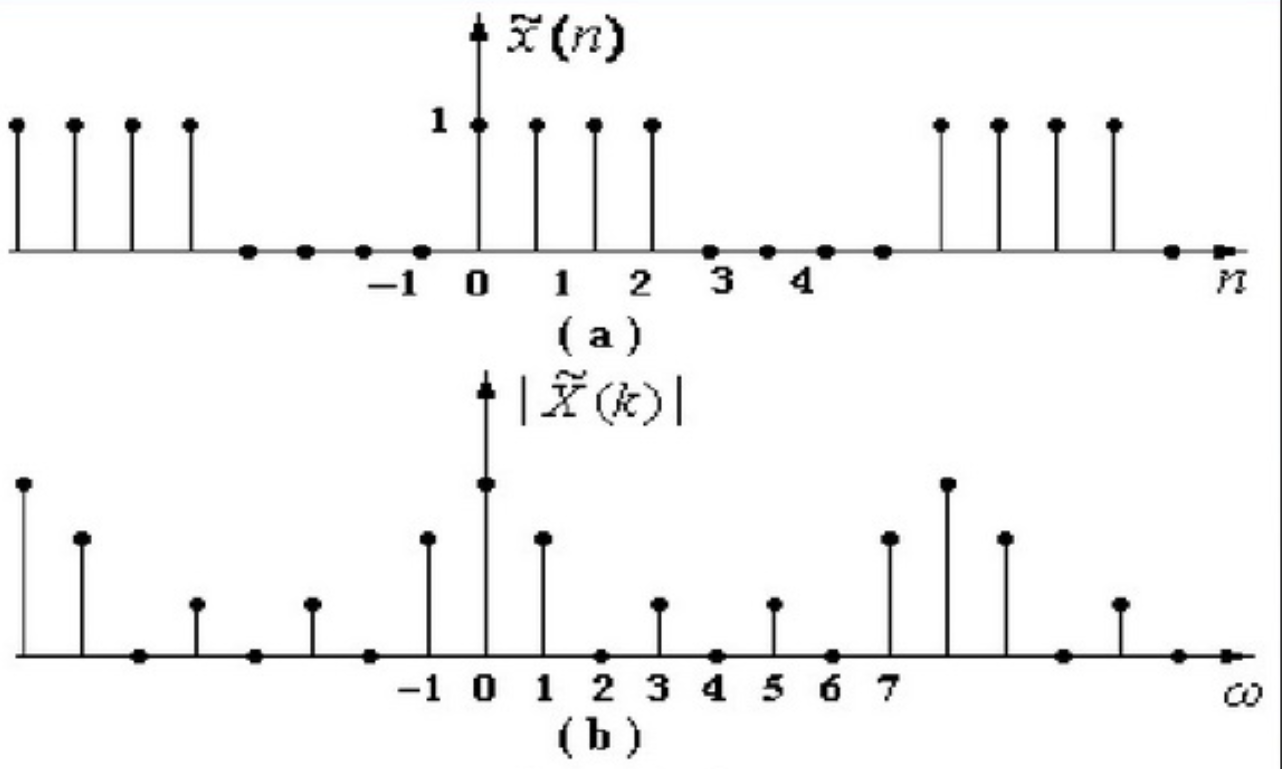 x̃(n)
1
−1 0 1 2 3 4 n
(a)
|X̃(k)|
−1 0 1 2 3 4 5 6 7 ω
(b)